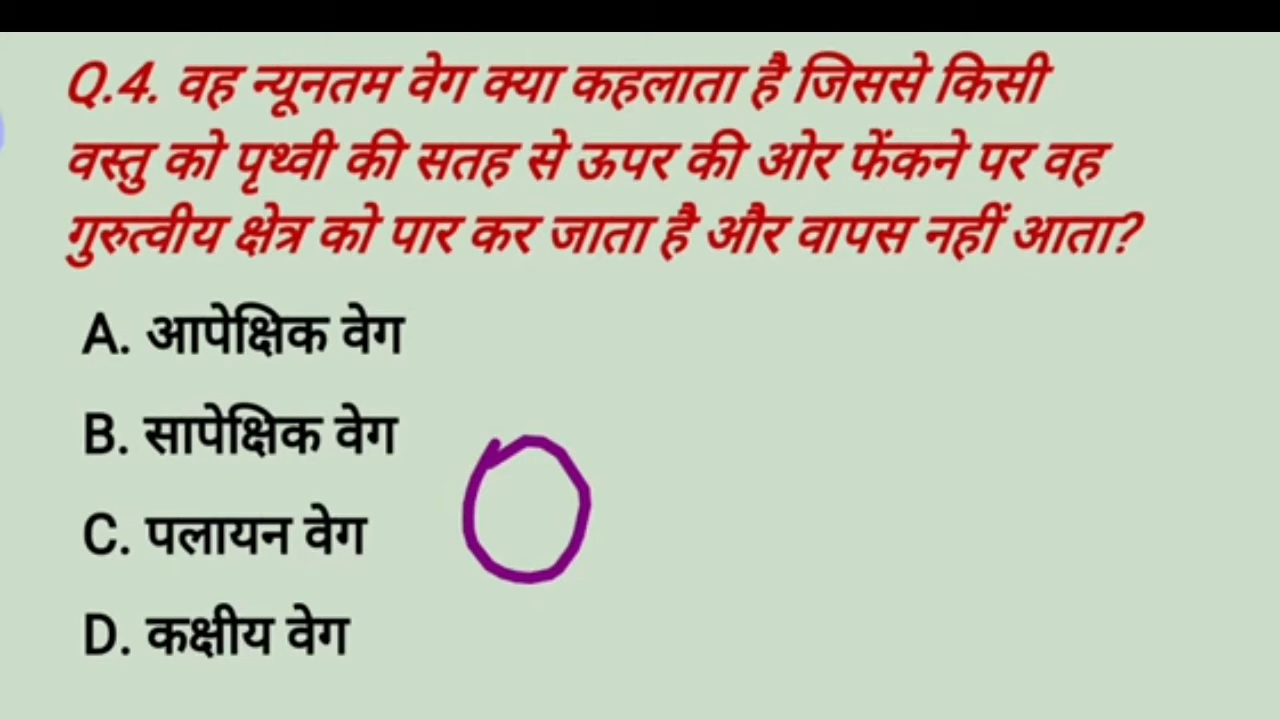 Q.4. वह न्यूनतम वेग क्या कहलाता है जिससे किसी
वस्तु को पृथ्वी की सतह से ऊपर की ओर फेंकने पर वह
गुरुत्वीय क्षेत्र को पार कर जाता है और वापस नहीं आता?
A. आपेक्षिक वेग
B. सापेक्षिक वेग
C. पलायन वेग
D. कक्षीय वेग